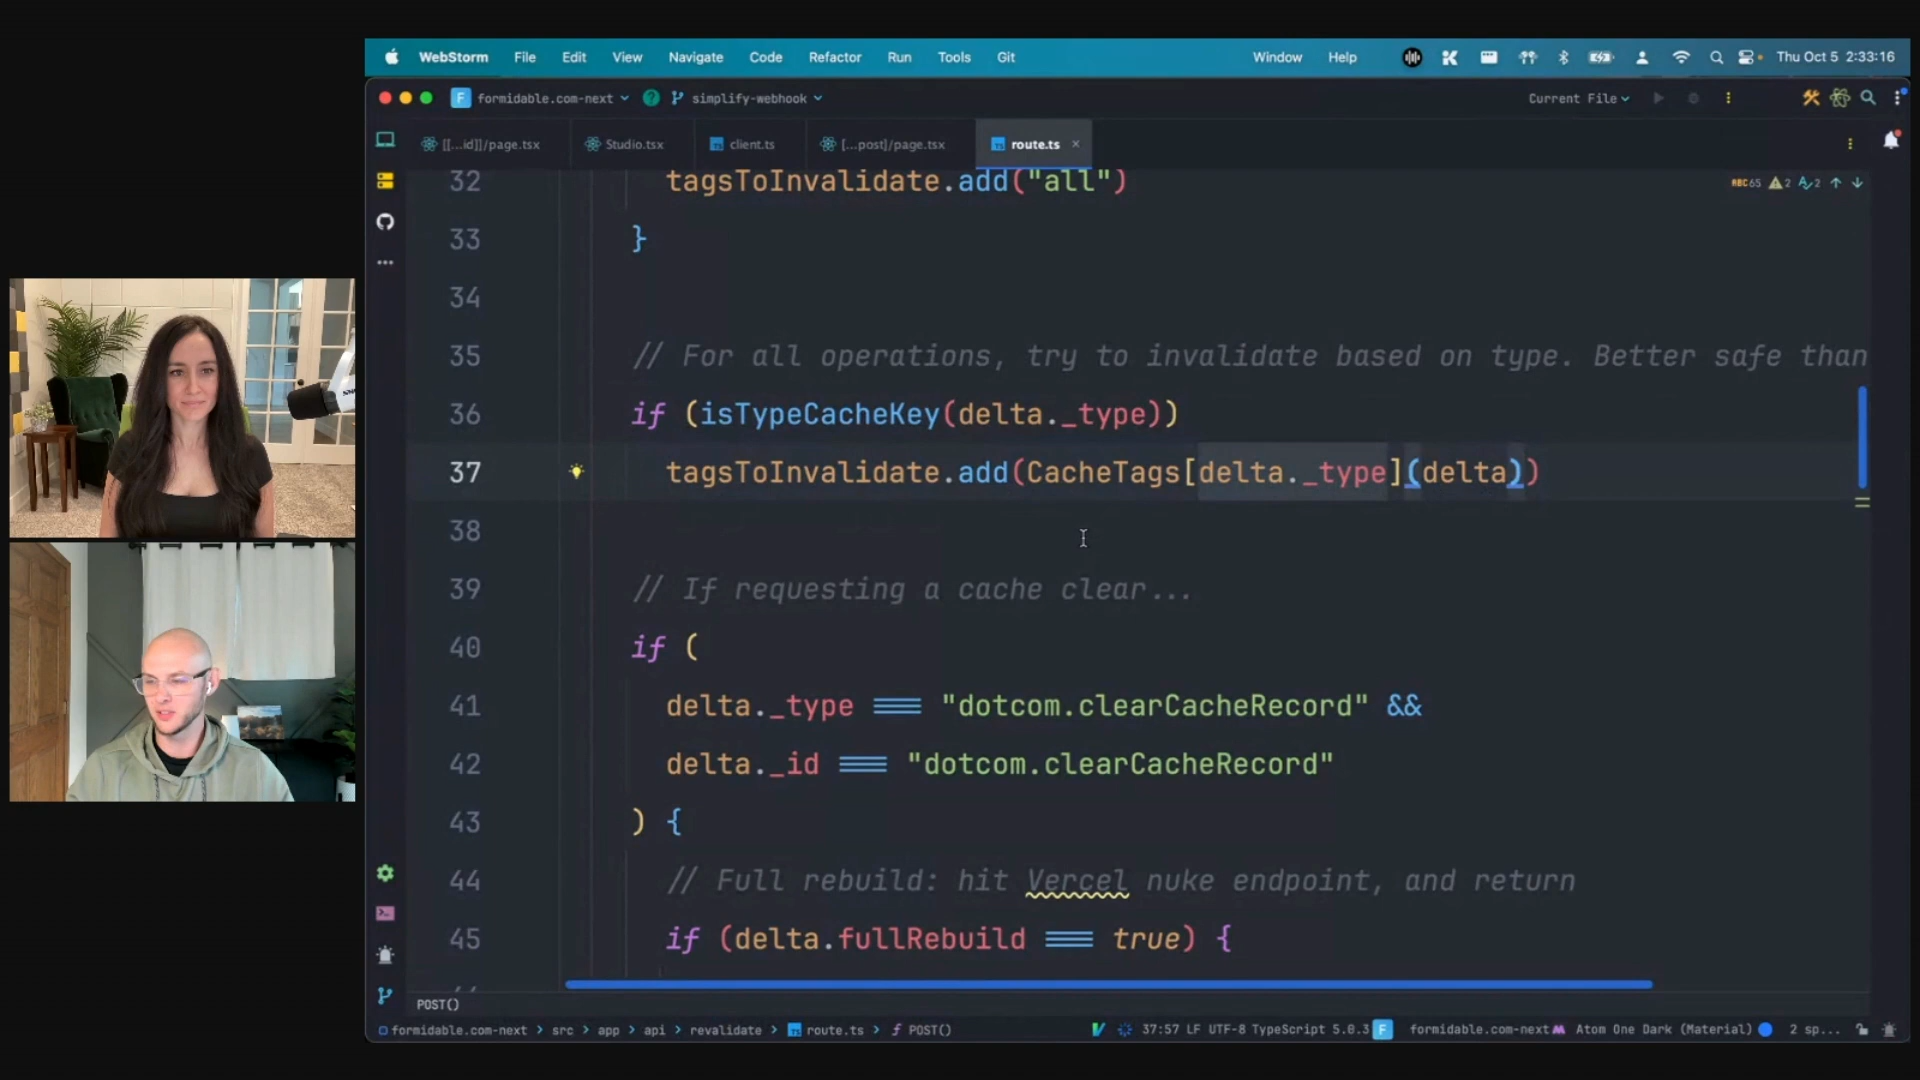 WebStorm File Edit View Navigate Code Refactor Run Tools Git Window Help Thu Oct 5 2:33:16
F formidable.com-next simplify-webhook Current File
[[...id]]/page.tsx Studio.tsx client.ts [...post]/page.tsx route.ts
32 tagsToInvalidate.add("all")
ABC 65 2 2
33 }
34
35 // For all operations, try to invalidate based on type. Better safe than
36 if (isTypeCacheKey(delta._type))
37 tagsToInvalidate.add(CacheTags[delta._type](delta))
38
39 // If requesting a cache clear...
40 if (
41 delta._type === "dotcom.clearCacheRecord" &&
42 delta._id === "dotcom.clearCacheRecord"
43 ) {
44 // Full rebuild: hit Vercel nuke endpoint, and return
45 if (delta.fullRebuild === true) {
POST()
formidable.com-next > src > app > api > revalidate > route.ts > f POST() 37:57 LF UTF-8 TypeScript 5.0.3 F formidable.com-next Atom One Dark (Material) 2 sp...